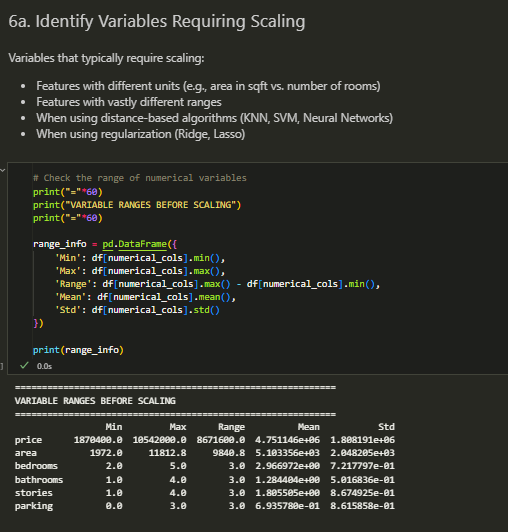 6a. Identify Variables Requiring Scaling
Variables that typically require scaling:
• Features with different units (e.g., area in sqft vs. number of rooms)
• Features with vastly different ranges
• When using distance-based algorithms (KNN, SVM, Neural Networks)
• When using regularization (Ridge, Lasso)
# Check the range of numerical variables
print("="*60)
print("VARIABLE RANGES BEFORE SCALING")
print("="*60)
range_info = pd.DataFrame({
'Min': df[numerical_cols].min(),
'Max': df[numerical_cols].max(),
'Range': df[numerical_cols].max() - df[numerical_cols].min(),
'Mean': df[numerical_cols].mean(),
'Std': df[numerical_cols].std()
})
print(range_info)
] ✓ 0.0s
============================================================
VARIABLE RANGES BEFORE SCALING
============================================================
Min Max Range Mean Std
price 1870400.0 10542000.0 8671600.0 4.751146e+06 1.808191e+06
area 1972.0 11812.8 9840.8 5.103356e+03 2.048205e+03
bedrooms 2.0 5.0 3.0 2.966972e+00 7.217797e-01
bathrooms 1.0 4.0 3.0 1.284404e+00 5.016836e-01
stories 1.0 4.0 3.0 1.805505e+00 8.674925e-01
parking 0.0 3.0 3.0 6.935780e-01 8.615858e-01